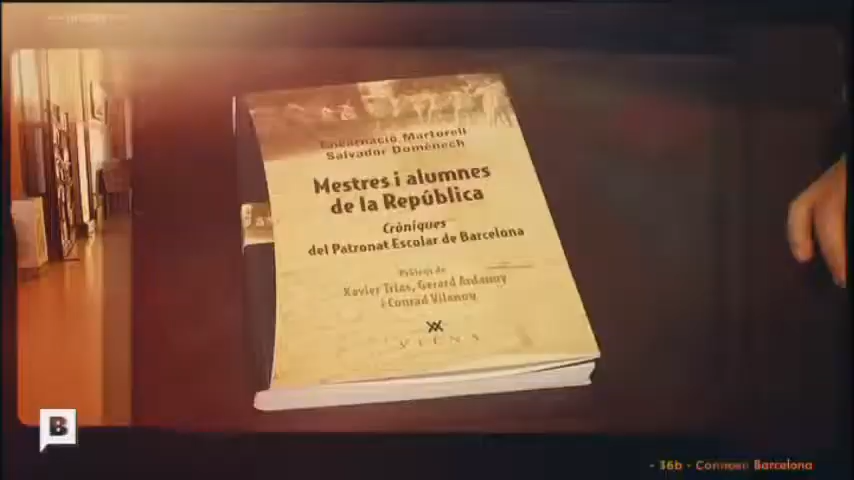 Encarnació Martorell
Salvador Domènech
Mestres i alumnes
de la República
Cròniques
del Patronat Escolar de Barcelona
Pròlegs de
Xavier Trias, Gerard Ardanuy
i Conrad Vilanou
VIENA
B
- 36b - Barcelona